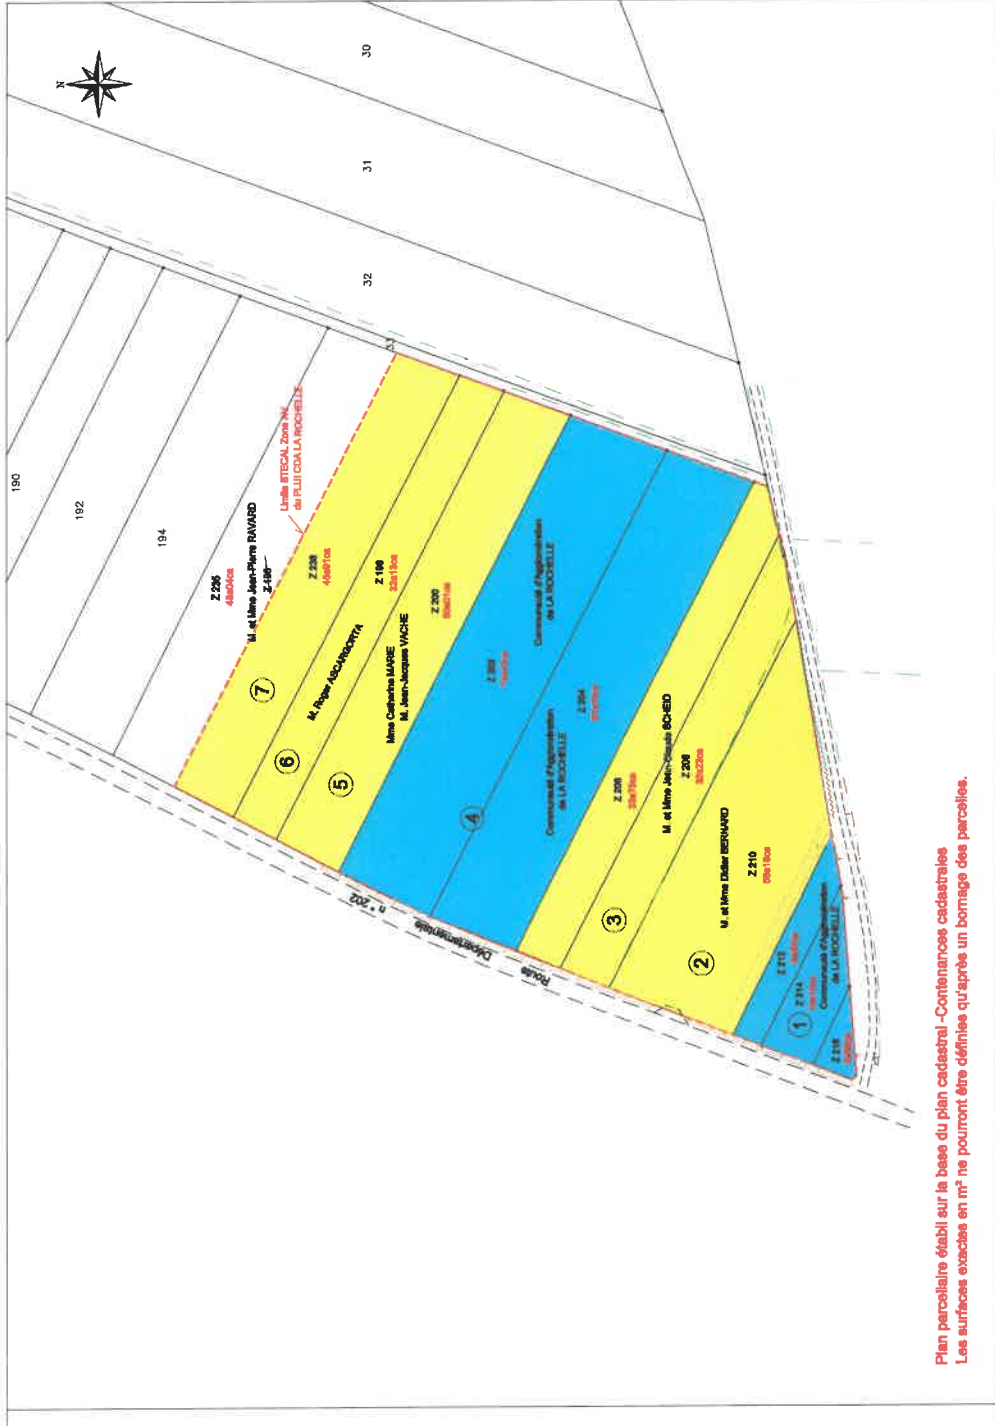 N
30
31
32
190
192
194
Z 235
48a04ca
M. et Mme Jean-Pierre RAVARD
Z 196
Limite STECAL Zone
du PLUi CDA LA ROCHELLE
7
Z 236
6
M. Roger ASCARGORTA
Z 198
32a13ca
5
Mme Catherine MARIE
M. Jean-Jacques VACHE
Z 200
4
Communauté d'Agglomération
de LA ROCHELLE
Communauté d'Agglomération
de LA ROCHELLE
Z 204
3
Z 206
M. et Mme Jean-Claude SCHEID
Z 208
32a22ca
2
M. et Mme Didier BERNARD
Z 210
1
Z 212
Z 214
Communauté d'Agglomération
de LA ROCHELLE
Route Départementale n° 202
Plan parcellaire établi sur la base du plan cadastral -Contenances cadastrales
Les surfaces exactes en m² ne pourront être définies qu'après un bornage des parcelles.